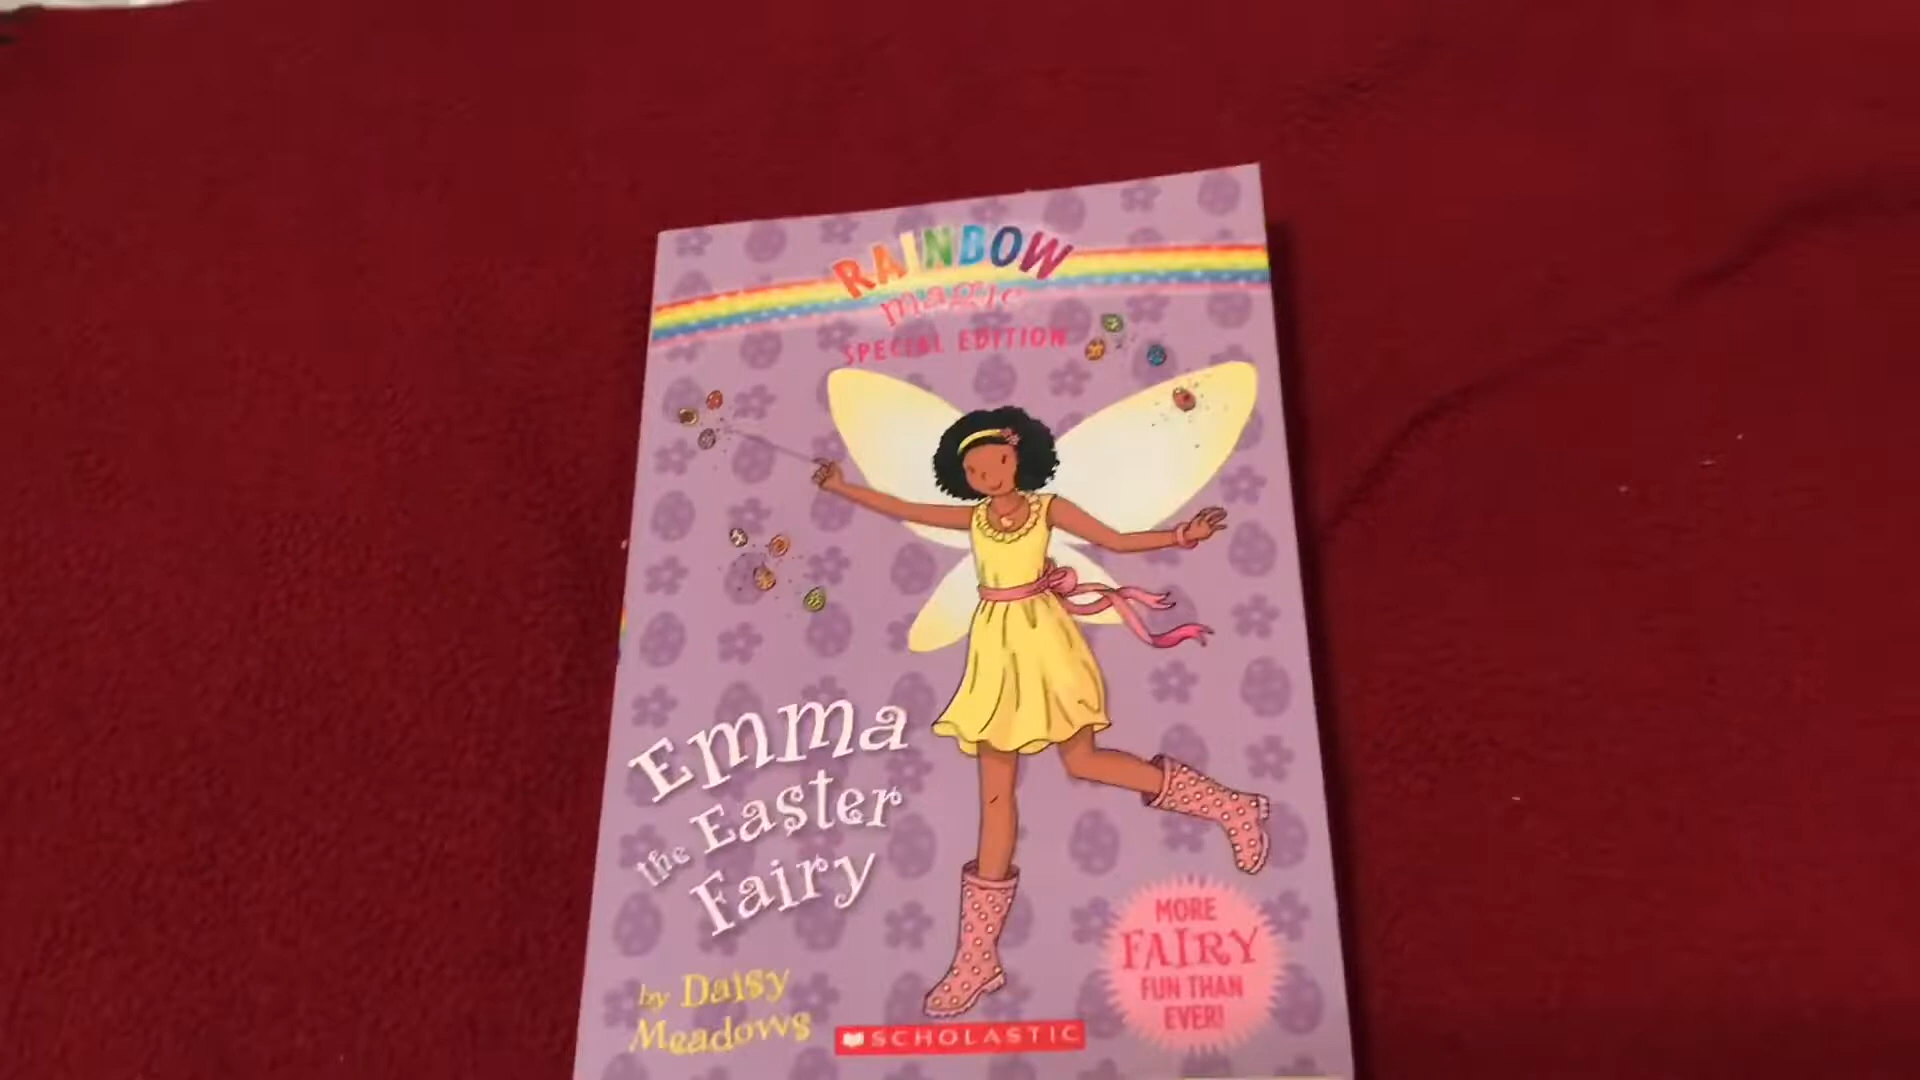 RAINBOW
magic
SPECIAL EDITION
Emma
the Easter
Fairy
by Daisy
Meadows
SCHOLASTIC
MORE
FAIRY
FUN THAN
EVER!